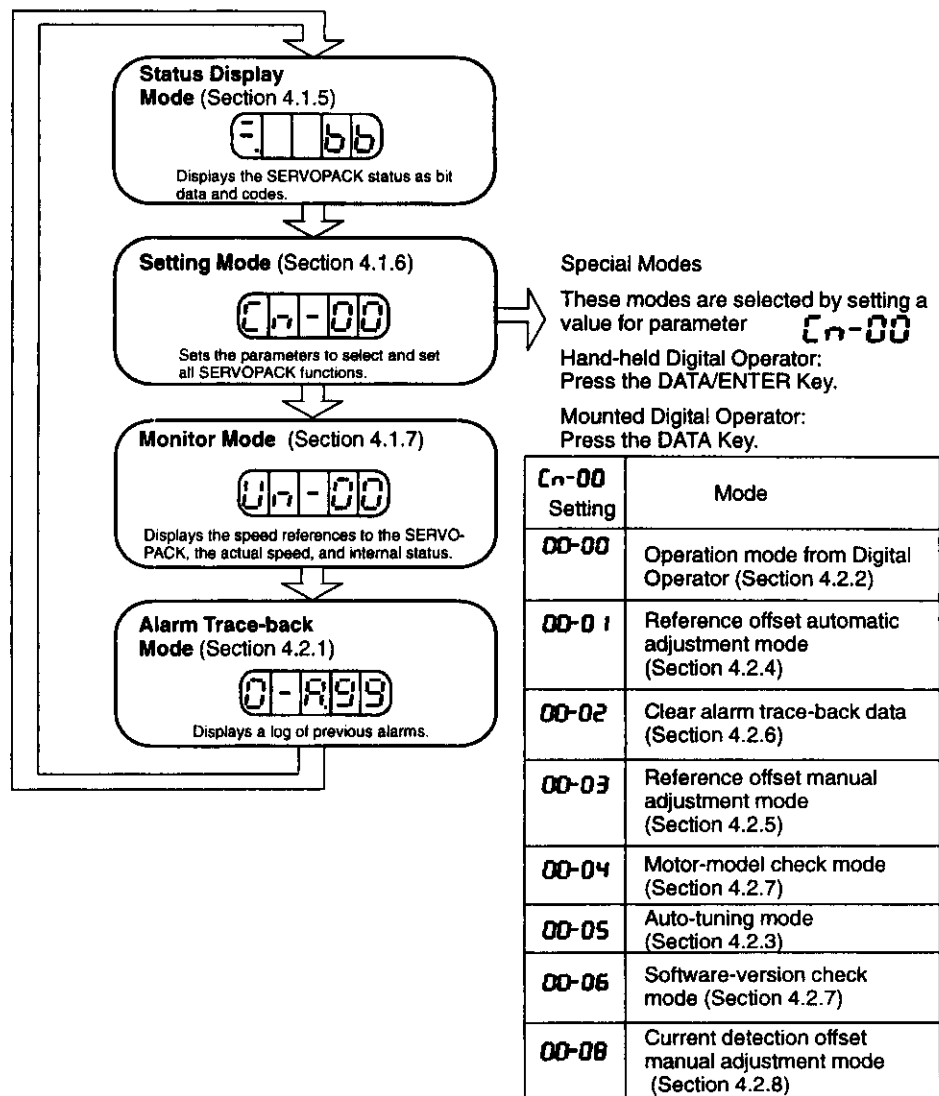 Status Display
Mode (Section 4.1.5)
bb
Displays the SERVOPACK status as bit
data and codes.
Setting Mode (Section 4.1.6)
Cn-00
Sets the parameters to select and set
all SERVOPACK functions.
Monitor Mode (Section 4.1.7)
Un-00
Displays the speed references to the SERVO-
PACK, the actual speed, and internal status.
Alarm Trace-back
Mode (Section 4.2.1)
0-A.99
Displays a log of previous alarms.
Special Modes
These modes are selected by setting a
value for parameter Cn-00
Hand-held Digital Operator:
Press the DATA/ENTER Key.
Mounted Digital Operator:
Press the DATA Key.
Cn-00
Setting
Mode
00-00
Operation mode from Digital
Operator (Section 4.2.2)
00-01
Reference offset automatic
adjustment mode
(Section 4.2.4)
00-02
Clear alarm trace-back data
(Section 4.2.6)
00-03
Reference offset manual
adjustment mode
(Section 4.2.5)
00-04
Motor-model check mode
(Section 4.2.7)
00-05
Auto-tuning mode
(Section 4.2.3)
00-06
Software-version check
mode (Section 4.2.7)
00-08
Current detection offset
manual adjustment mode
(Section 4.2.8)